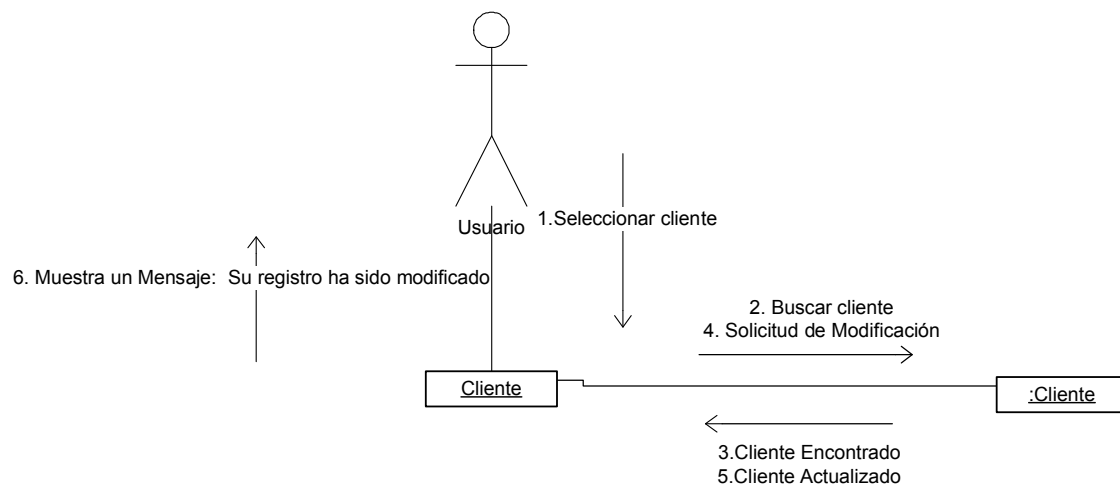 Usuario
1.Seleccionar cliente
6. Muestra un Mensaje: Su registro ha sido modificado
2. Buscar cliente
4. Solicitud de Modificación
Cliente
:Cliente
3.Cliente Encontrado
5.Cliente Actualizado